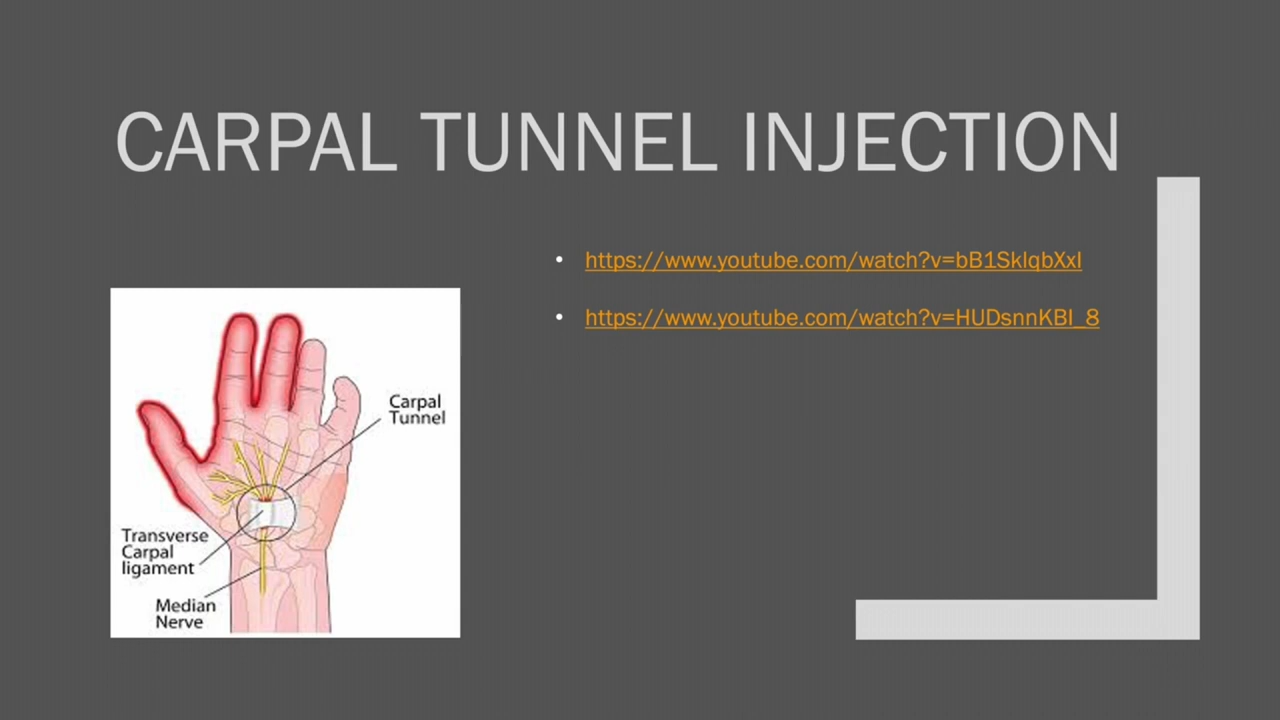 CARPAL TUNNEL INJECTION
• https://www.youtube.com/watch?v=bB1SkIqbXxI
• https://www.youtube.com/watch?v=HUDsnnKBI_8
Carpal
Tunnel
Transverse
Carpal
ligament
Median
Nerve